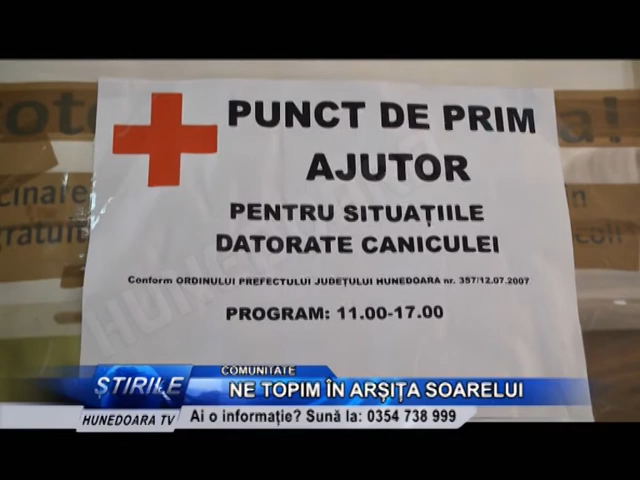 PUNCT DE PRIM
AJUTOR
PENTRU SITUAȚIILE
DATORATE CANICULEI
Conform ORDINULUI PREFECTULUI JUDEȚULUI HUNEDOARA nr. 357/12.07.2007
PROGRAM: 11.00-17.00
cinare
gratuit
COMUNITATE
ȘTIRILE
NE TOPIM ÎN ARȘIȚA SOARELUI
HUNEDOARA TV
Ai o informație? Sună la: 0354 738 999